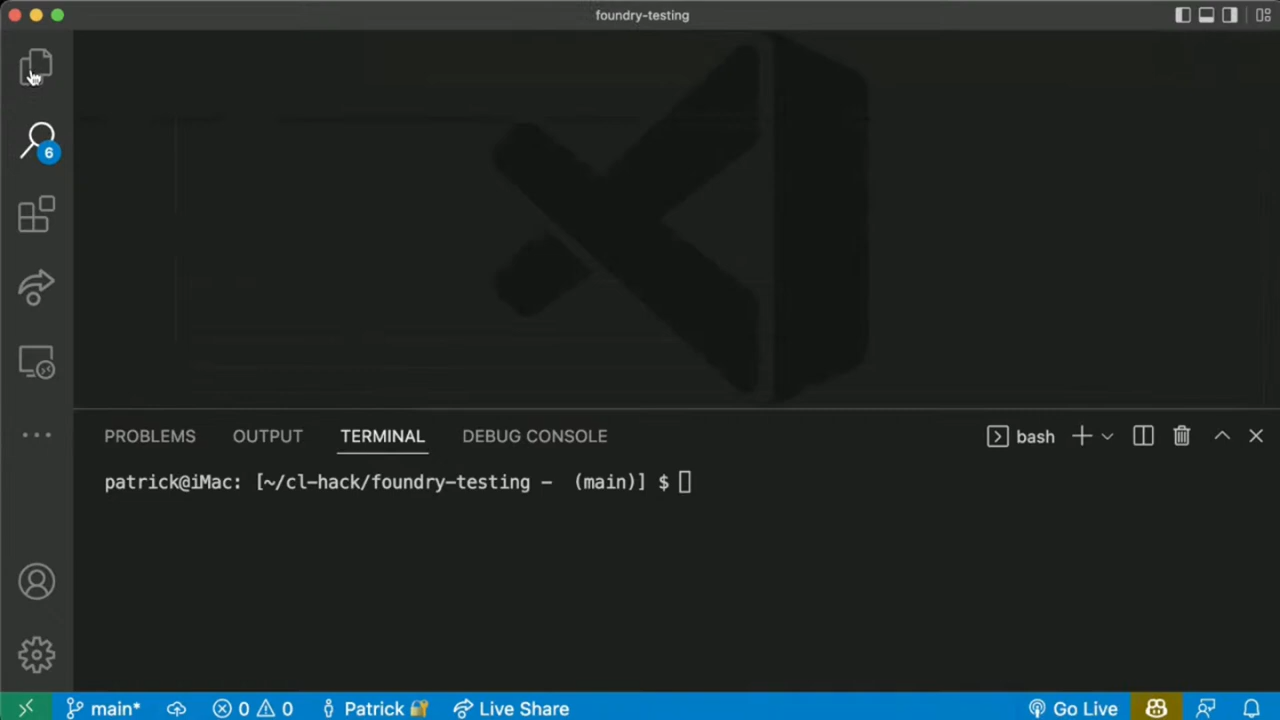 foundry-testing
6
PROBLEMS OUTPUT TERMINAL DEBUG CONSOLE bash
patrick@iMac: [~/cl-hack/foundry-testing - (main)] $
main* 0 0 Patrick Live Share Go Live